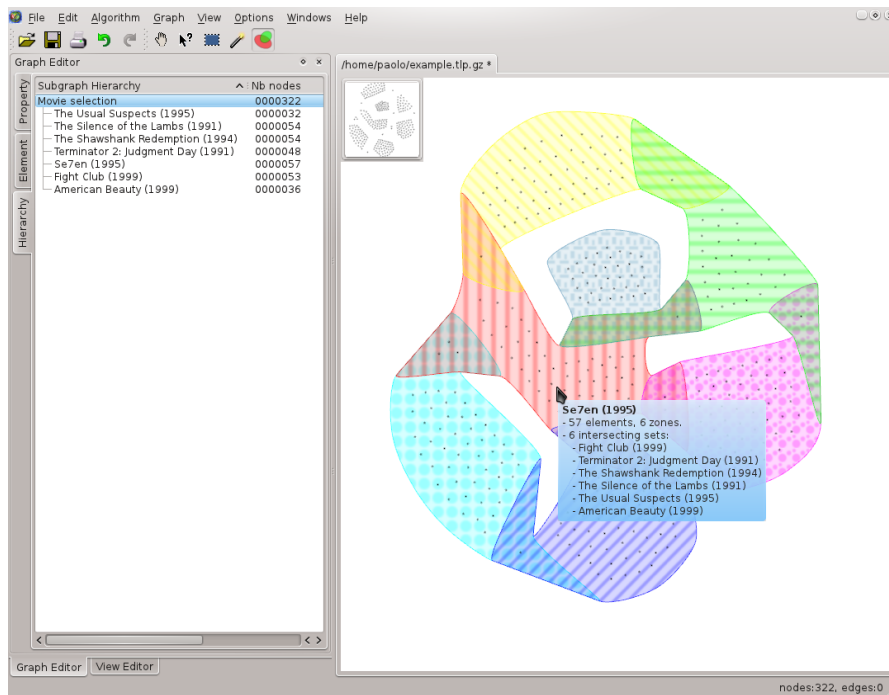 File Edit Algorithm Graph View Options Windows Help
Graph Editor
/home/paolo/example.tlp.gz *
Property
Element
Hierarchy
Subgraph Hierarchy Nb nodes
Movie selection 0000322
The Usual Suspects (1995) 0000032
The Silence of the Lambs (1991) 0000054
The Shawshank Redemption (1994) 0000054
Terminator 2: Judgment Day (1991) 0000048
Se7en (1995) 0000057
Fight Club (1999) 0000053
American Beauty (1999) 0000036
Se7en (1995)
- 57 elements, 6 zones.
- 6 intersecting sets:
- Fight Club (1999)
- Terminator 2: Judgment Day (1991)
- The Shawshank Redemption (1994)
- The Silence of the Lambs (1991)
- The Usual Suspects (1995)
- American Beauty (1999)
Graph Editor View Editor
nodes:322, edges:0